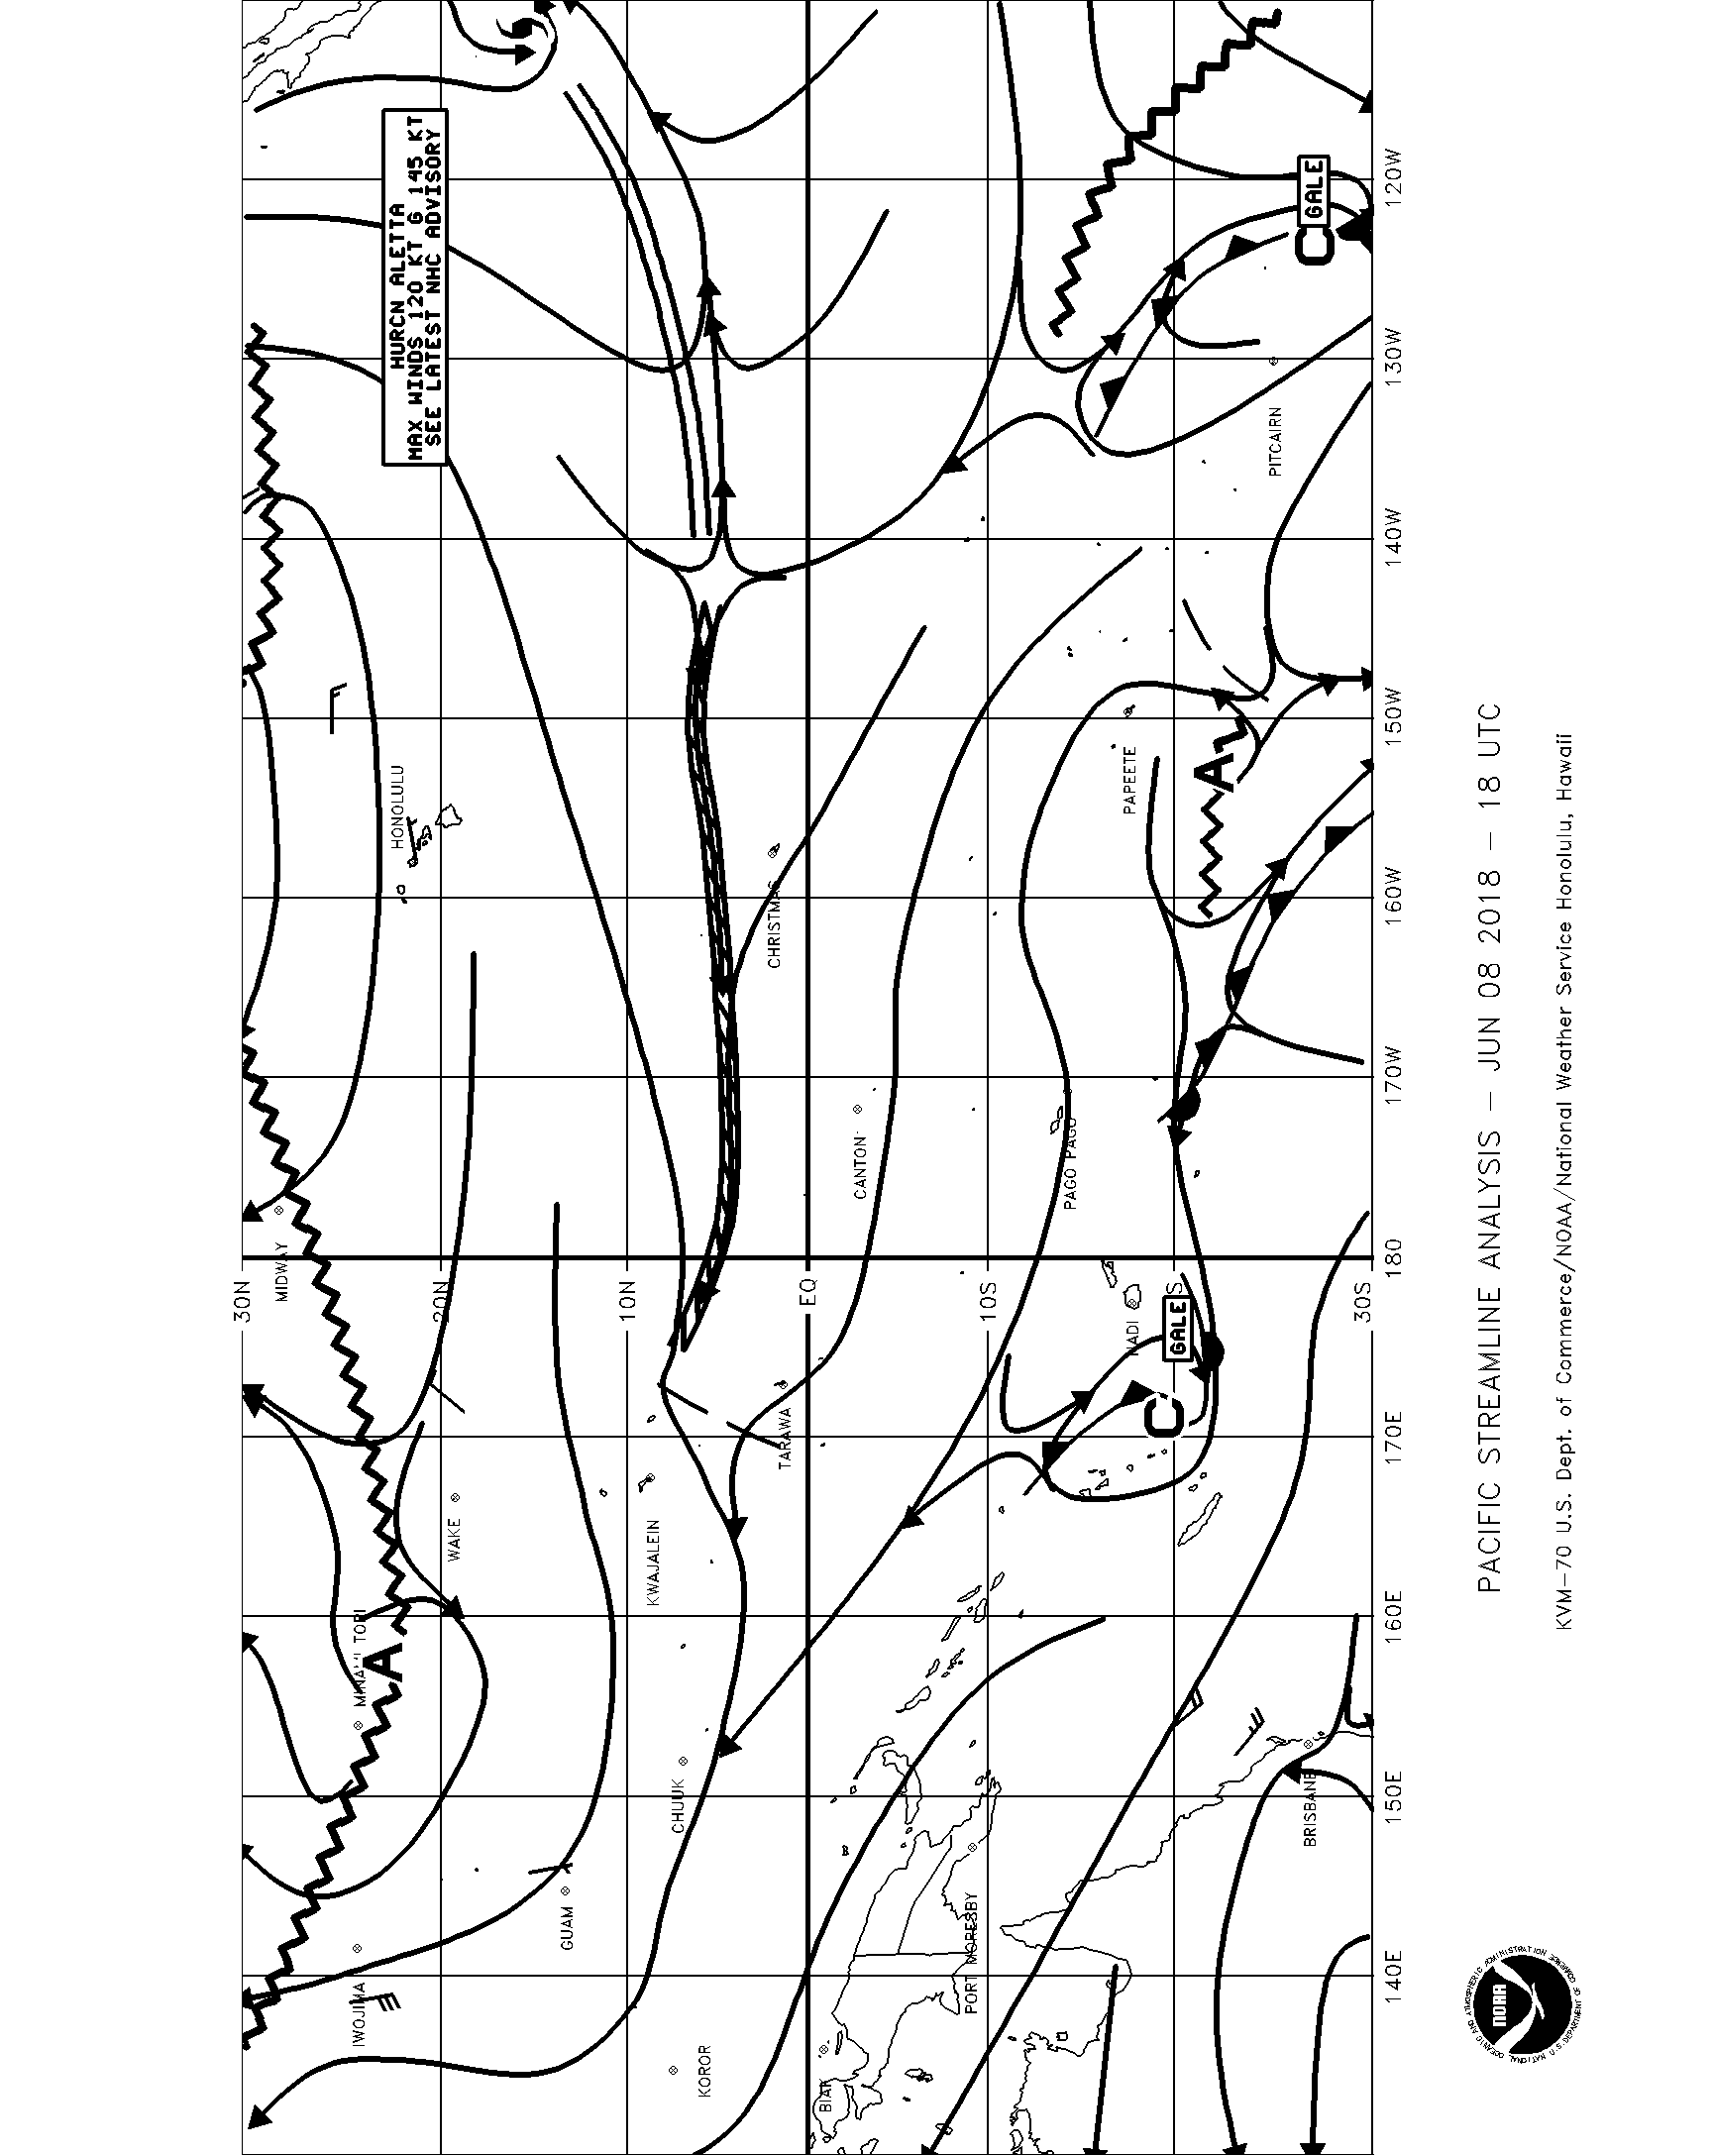 HURCN ALETTA
MAX WINDS 120 KT G 145 KT
SEE LATEST NHC ADVISORY
30N
20N
10N
EQ
10S
S
30S
140E
150E
160E
170E
180
170W
160W
150W
140W
130W
120W
IWOJIMA
GUAM
KOROR
BIAK
PORT MORESBY
CHUUK
BRISBANE
A
WAKE
KWAJALEIN
TARAWA
C
GALE
NADI
MIDWAY
CANTON
PAGO PAGO
HONOLULU
CHRISTMAS
PAPEETE
A
PITCAIRN
C
GALE
PACIFIC STREAMLINE ANALYSIS – JUN 08 2018 – 18 UTC
KVM–70 U.S. Dept. of Commerce/NOAA/National Weather Service Honolulu, Hawaii
NATIONAL OCEANIC AND ATMOSPHERIC ADMINISTRATION
U.S. DEPARTMENT OF COMMERCE
NOAA